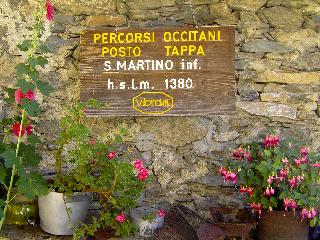 PERCORSI OCCITANI
POSTO TAPPA
S. MARTINO inf.
h.s.l.m. 1380
Vibram